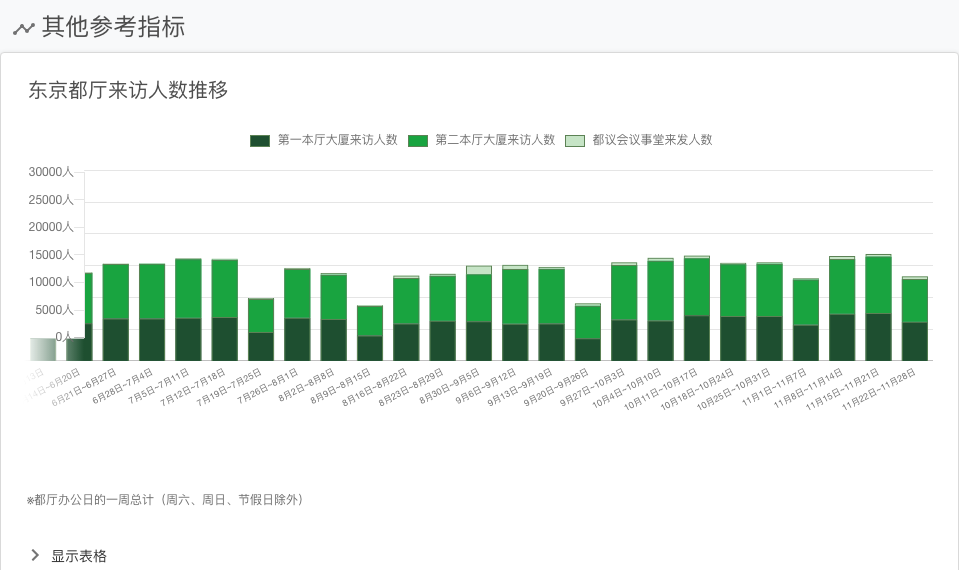 其他参考指标
东京都厅来访人数推移
第一本厅大厦来访人数 第二本厅大厦来访人数 都议会议事堂来发人数
30000人
25000人
20000人
15000人
10000人
5000人
0人
6月21日~6月27日
6月28日~7月4日
7月5日~7月11日
7月12日~7月18日
7月19日~7月25日
7月26日~8月1日
8月2日~8月8日
8月9日~8月15日
8月16日~8月22日
8月23日~8月29日
8月30日~9月5日
9月6日~9月12日
9月13日~9月19日
9月20日~9月26日
9月27日~10月3日
10月4日~10月10日
10月11日~10月17日
10月18日~10月24日
10月25日~10月31日
11月1日~11月7日
11月8日~11月14日
11月15日~11月21日
11月22日~11月28日
※都厅办公日的一周总计（周六、周日、节假日除外）
显示表格